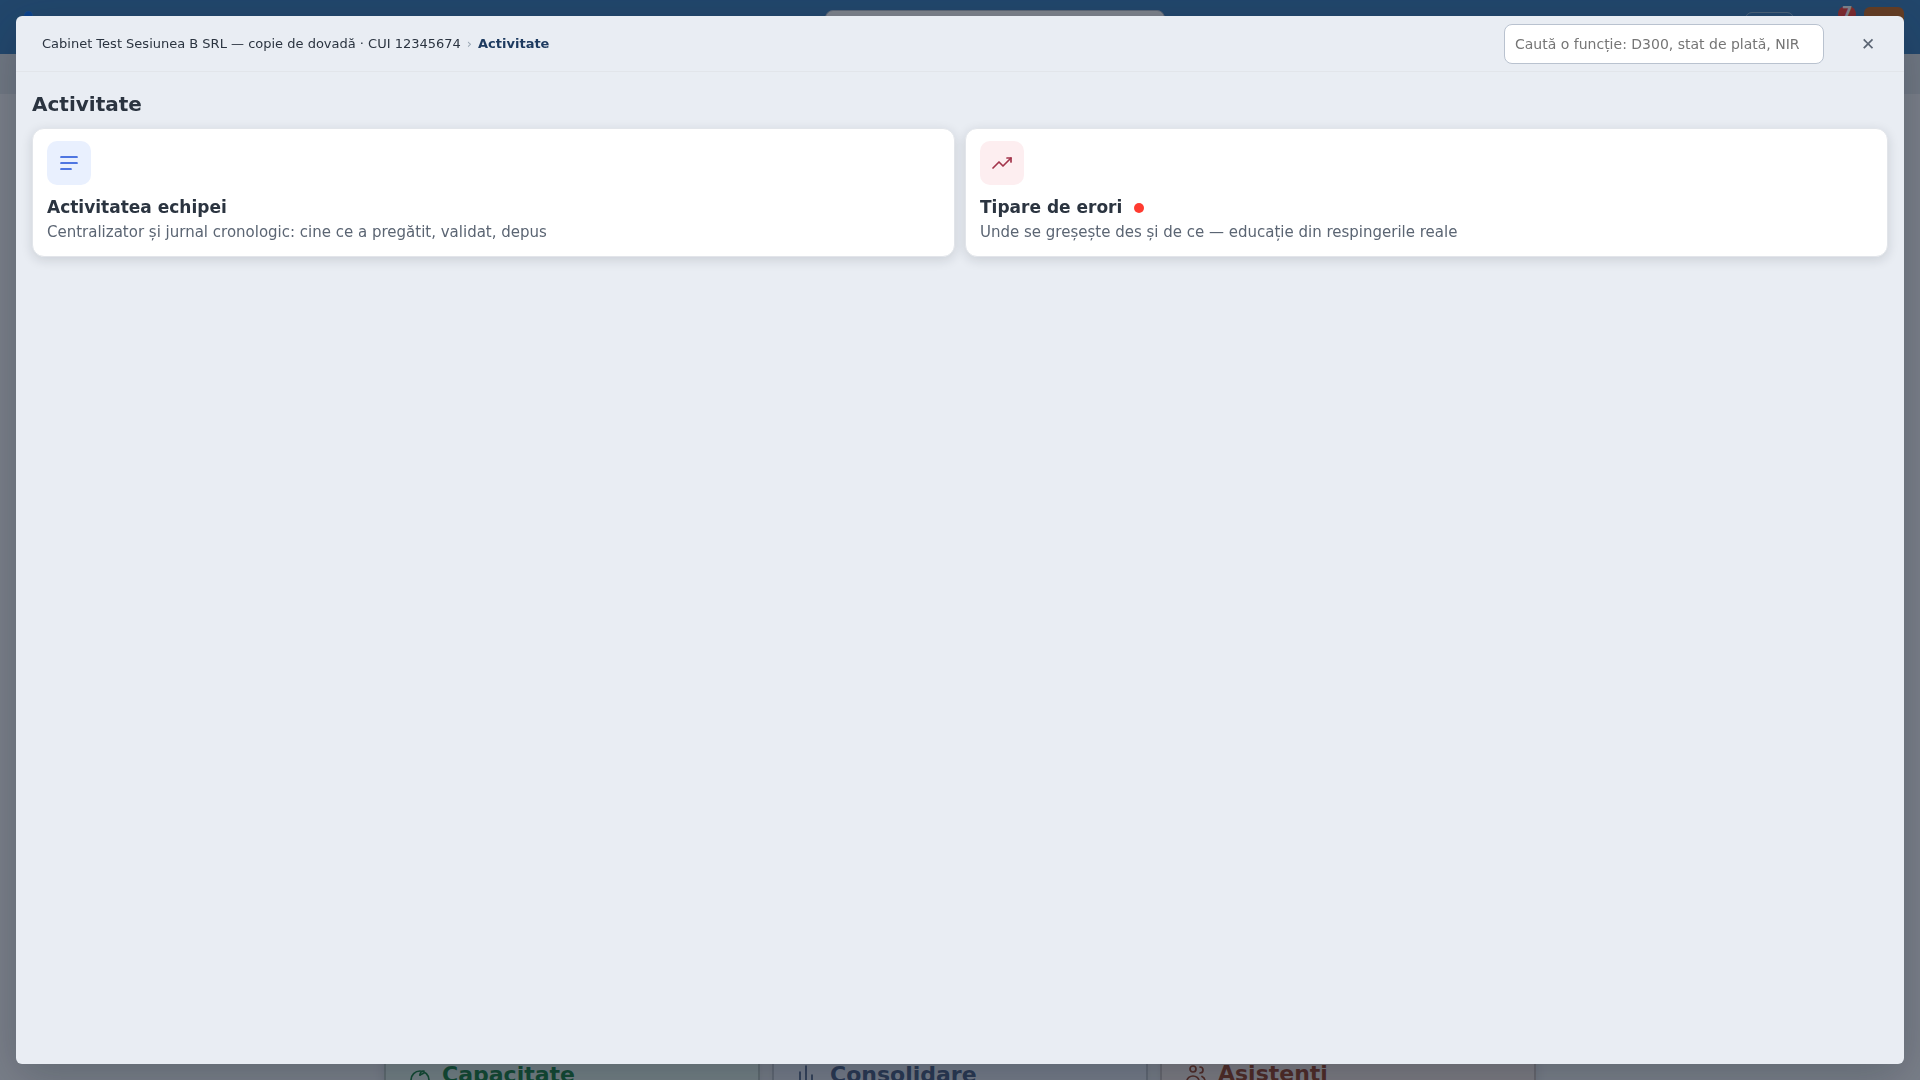 7
Cabinet Test Sesiunea B SRL — copie de dovadă · CUI 12345674 › Activitate
Caută o funcție: D300, stat de plată, NIR
✕
Activitate
Activitatea echipei
Centralizator și jurnal cronologic: cine ce a pregătit, validat, depus
Tipare de erori
Unde se greșește des și de ce — educație din respingerile reale
Capacitate
Consolidare
Asistenți